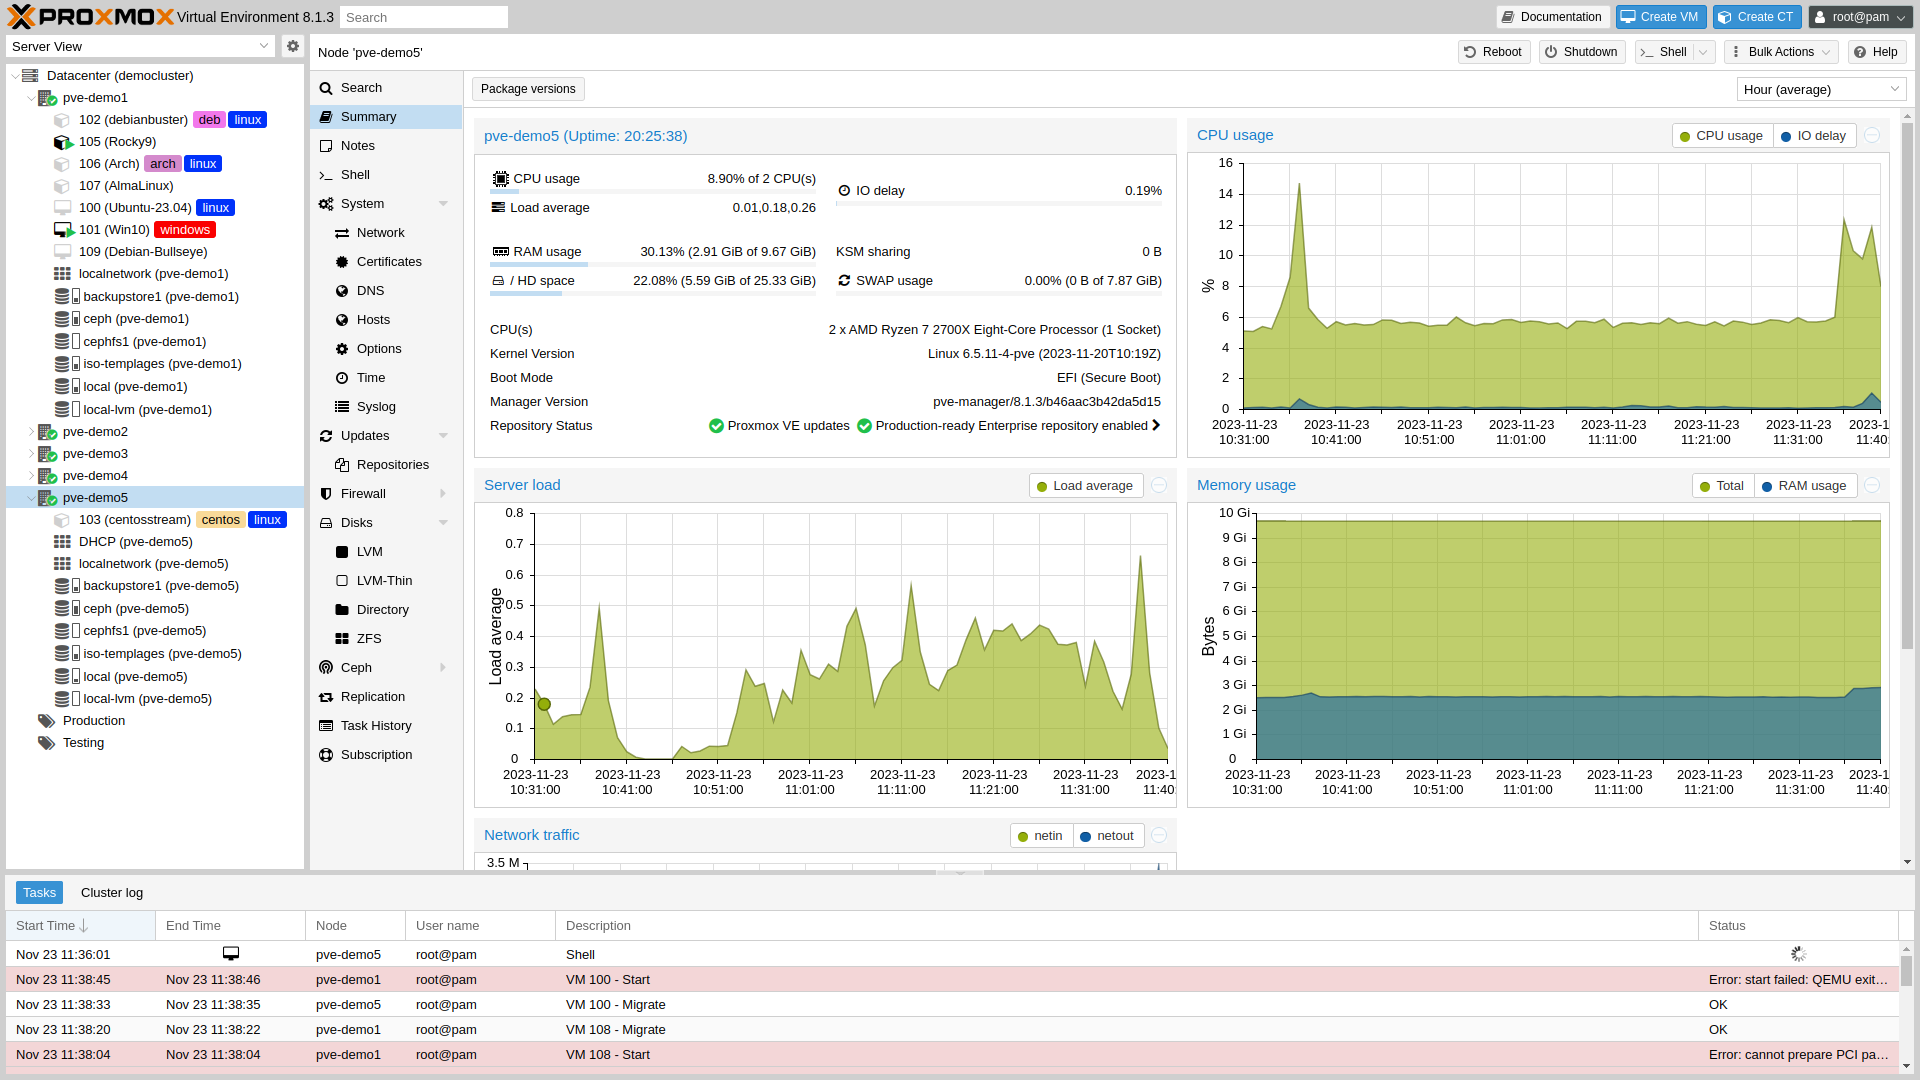 PROXMOX Virtual Environment 8.1.3 Search Documentation Create VM Create CT root@pam
Server View
Node 'pve-demo5' Reboot Shutdown Shell Bulk Actions Help
Datacenter (democluster)
pve-demo1
102 (debianbuster) deb linux
105 (Rocky9)
106 (Arch) arch linux
107 (AlmaLinux)
100 (Ubuntu-23.04) linux
101 (Win10) windows
109 (Debian-Bullseye)
localnetwork (pve-demo1)
backupstore1 (pve-demo1)
ceph (pve-demo1)
cephfs1 (pve-demo1)
iso-templates (pve-demo1)
local (pve-demo1)
local-lvm (pve-demo1)
pve-demo2
pve-demo3
pve-demo4
pve-demo5
103 (centosstream) centos linux
DHCP (pve-demo5)
localnetwork (pve-demo5)
backupstore1 (pve-demo5)
ceph (pve-demo5)
cephfs1 (pve-demo5)
iso-templates (pve-demo5)
local (pve-demo5)
local-lvm (pve-demo5)
Production
Testing
Search
Summary
Notes
Shell
System
Network
Certificates
DNS
Hosts
Options
Time
Syslog
Updates
Repositories
Firewall
Disks
LVM
LVM-Thin
Directory
ZFS
Ceph
Replication
Task History
Subscription
Package versions Hour (average)
pve-demo5 (Uptime: 20:25:38)
CPU usage 8.90% of 2 CPU(s)
IO delay 0.19%
Load average 0.01,0.18,0.26
RAM usage 30.13% (2.91 GiB of 9.67 GiB)
KSM sharing 0 B
/ HD space 22.08% (5.59 GiB of 25.33 GiB)
SWAP usage 0.00% (0 B of 7.87 GiB)
CPU(s) 2 x AMD Ryzen 7 2700X Eight-Core Processor (1 Socket)
Kernel Version Linux 6.5.11-4-pve (2023-11-20T10:19Z)
Boot Mode EFI (Secure Boot)
Manager Version pve-manager/8.1.3/b46aac3b42da5d15
Repository Status Proxmox VE updates Production-ready Enterprise repository enabled
CPU usage CPU usage IO delay
16
14
12
10
8
6
4
2
0
%
2023-11-23 2023-11-23 2023-11-23 2023-11-23 2023-11-23 2023-11-23 2023-11-23 2023-1
10:31:00 10:41:00 10:51:00 11:01:00 11:11:00 11:21:00 11:31:00 11:40:
Server load Load average
0.8
0.7
0.6
0.5
0.4
0.3
0.2
0.1
0
Load average
2023-11-23 2023-11-23 2023-11-23 2023-11-23 2023-11-23 2023-11-23 2023-11-23 2023-1
10:31:00 10:41:00 10:51:00 11:01:00 11:11:00 11:21:00 11:31:00 11:40:
Memory usage Total RAM usage
10 Gi
9 Gi
8 Gi
7 Gi
6 Gi
5 Gi
4 Gi
3 Gi
2 Gi
1 Gi
0
Bytes
2023-11-23 2023-11-23 2023-11-23 2023-11-23 2023-11-23 2023-11-23 2023-11-23 2023-1
10:31:00 10:41:00 10:51:00 11:01:00 11:11:00 11:21:00 11:31:00 11:40:
Network traffic netin netout
3.5 M
Tasks Cluster log
Start Time End Time Node User name Description Status
Nov 23 11:36:01 pve-demo5 root@pam Shell
Nov 23 11:38:45 Nov 23 11:38:46 pve-demo1 root@pam VM 100 - Start Error: start failed: QEMU exit...
Nov 23 11:38:33 Nov 23 11:38:35 pve-demo5 root@pam VM 100 - Migrate OK
Nov 23 11:38:20 Nov 23 11:38:22 pve-demo1 root@pam VM 108 - Migrate OK
Nov 23 11:38:04 Nov 23 11:38:04 pve-demo1 root@pam VM 108 - Start Error: cannot prepare PCI pa...